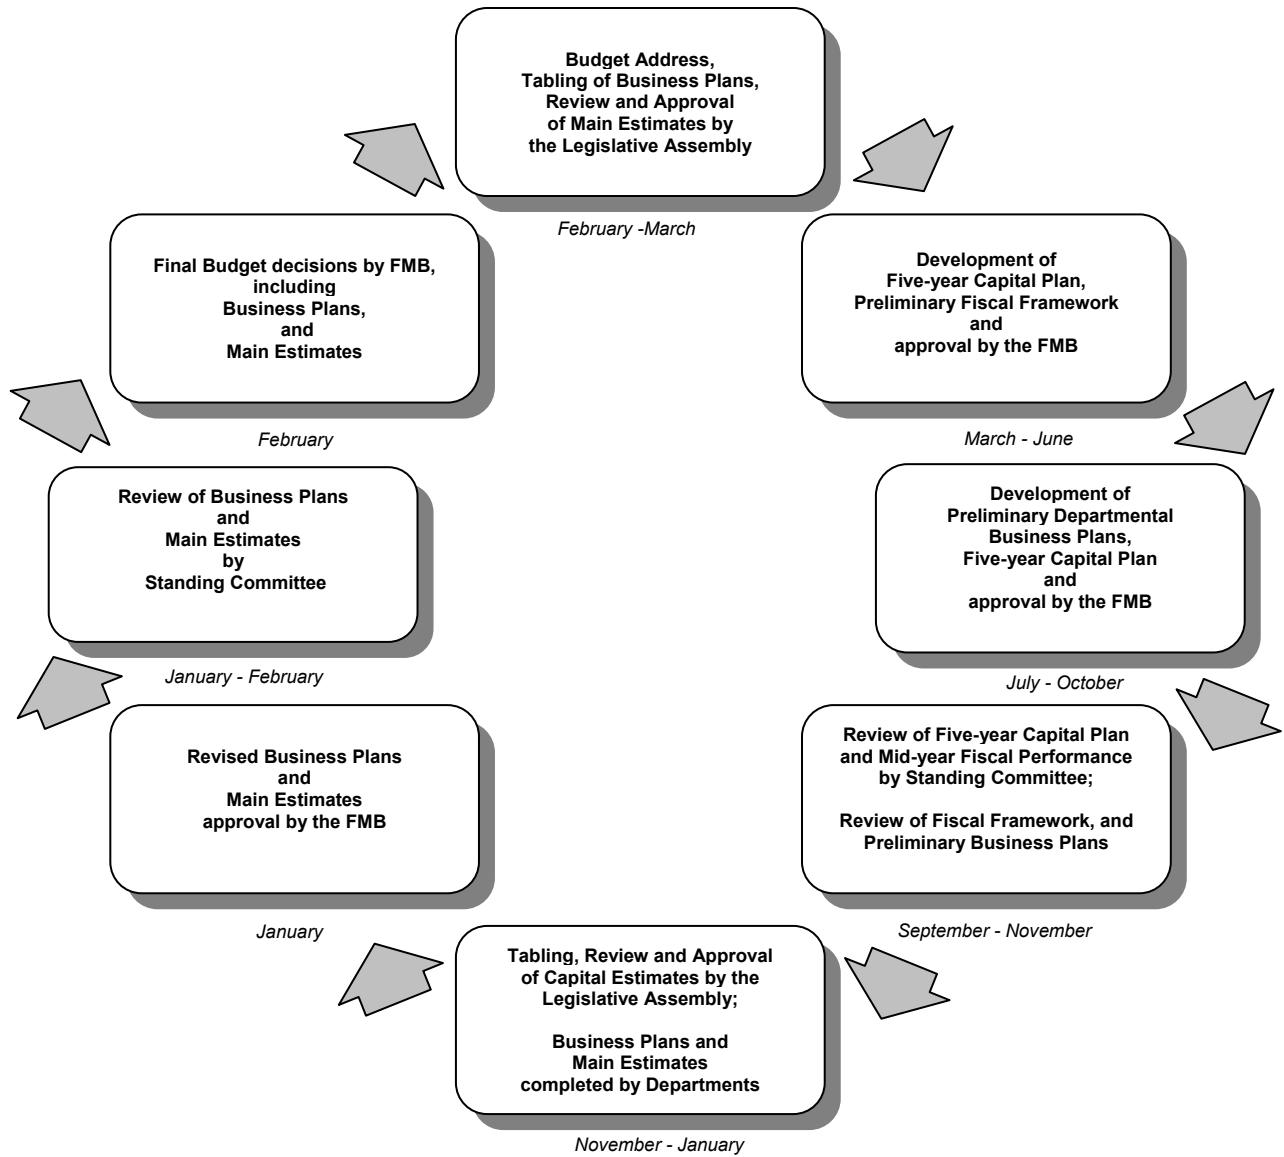 Budget Address,
Tabling of Business Plans,
Review and Approval
of Main Estimates by
the Legislative Assembly
February -March
Final Budget decisions by FMB,
including
Business Plans,
and
Main Estimates
February
Development of
Five-year Capital Plan,
Preliminary Fiscal Framework
and
approval by the FMB
March - June
Review of Business Plans
and
Main Estimates
by
Standing Committee
January - February
Development of
Preliminary Departmental
Business Plans,
Five-year Capital Plan
and
approval by the FMB
July - October
Revised Business Plans
and
Main Estimates
approval by the FMB
January
Review of Five-year Capital Plan
and Mid-year Fiscal Performance
by Standing Committee;
Review of Fiscal Framework, and
Preliminary Business Plans
September - November
Tabling, Review and Approval
of Capital Estimates by the
Legislative Assembly;
Business Plans and
Main Estimates
completed by Departments
November - January